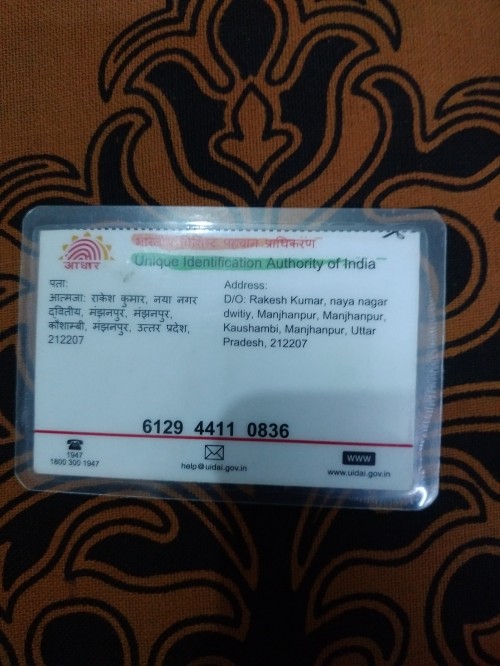 भारतीय विशिष्ट पहचान प्राधिकरण
Unique Identification Authority of India
आधार
पता:
आत्मजा: राकेश कुमार, नया नगर
दवितीय, मंझनपुर, मंझनपुर,
कौशाम्बी, मंझनपुर, उत्तर प्रदेश,
212207
Address:
D/O: Rakesh Kumar, naya nagar
dwitiy, Manjhanpur, Manjhanpur,
Kaushambi, Manjhanpur, Uttar
Pradesh, 212207
6129 4411 0836
1947
1800 300 1947
help@uidai.gov.in
www
www.uidai.gov.in